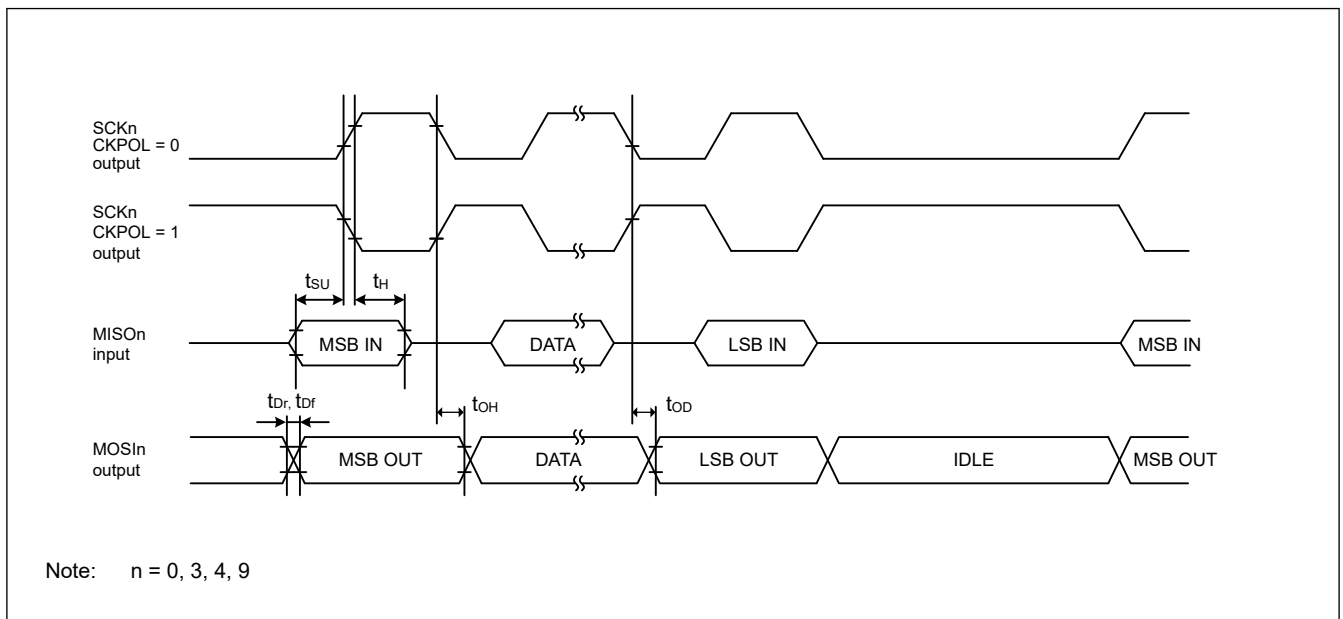 SCKn
CKPOL = 0
output
SCKn
CKPOL = 1
output
tSU
tH
MISOn
input
MSB IN
DATA
LSB IN
MSB IN
tDr, tDf
tOH
tOD
MOSIn
output
MSB OUT
DATA
LSB OUT
IDLE
MSB OUT
Note: n = 0, 3, 4, 9